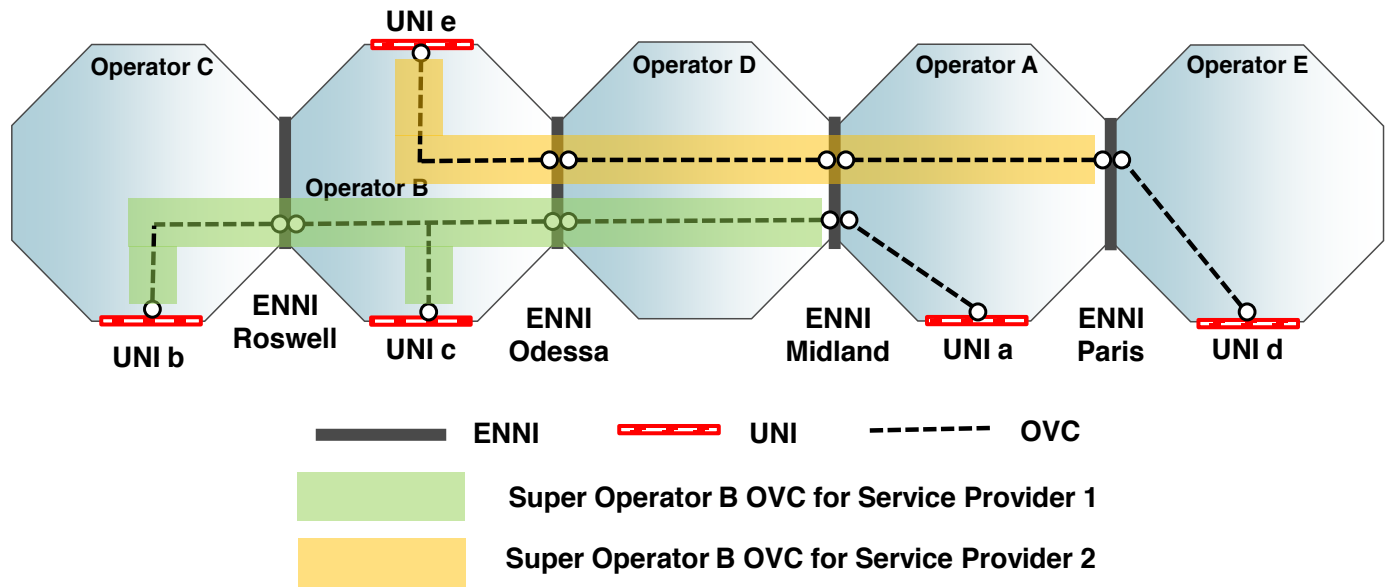 UNI e
Operator C
Operator D
Operator A
Operator E
Operator B
ENNI
Roswell
ENNI
Odessa
ENNI
Midland
ENNI
Paris
UNI b
UNI c
UNI a
UNI d
ENNI
UNI
OVC
Super Operator B OVC for Service Provider 1
Super Operator B OVC for Service Provider 2